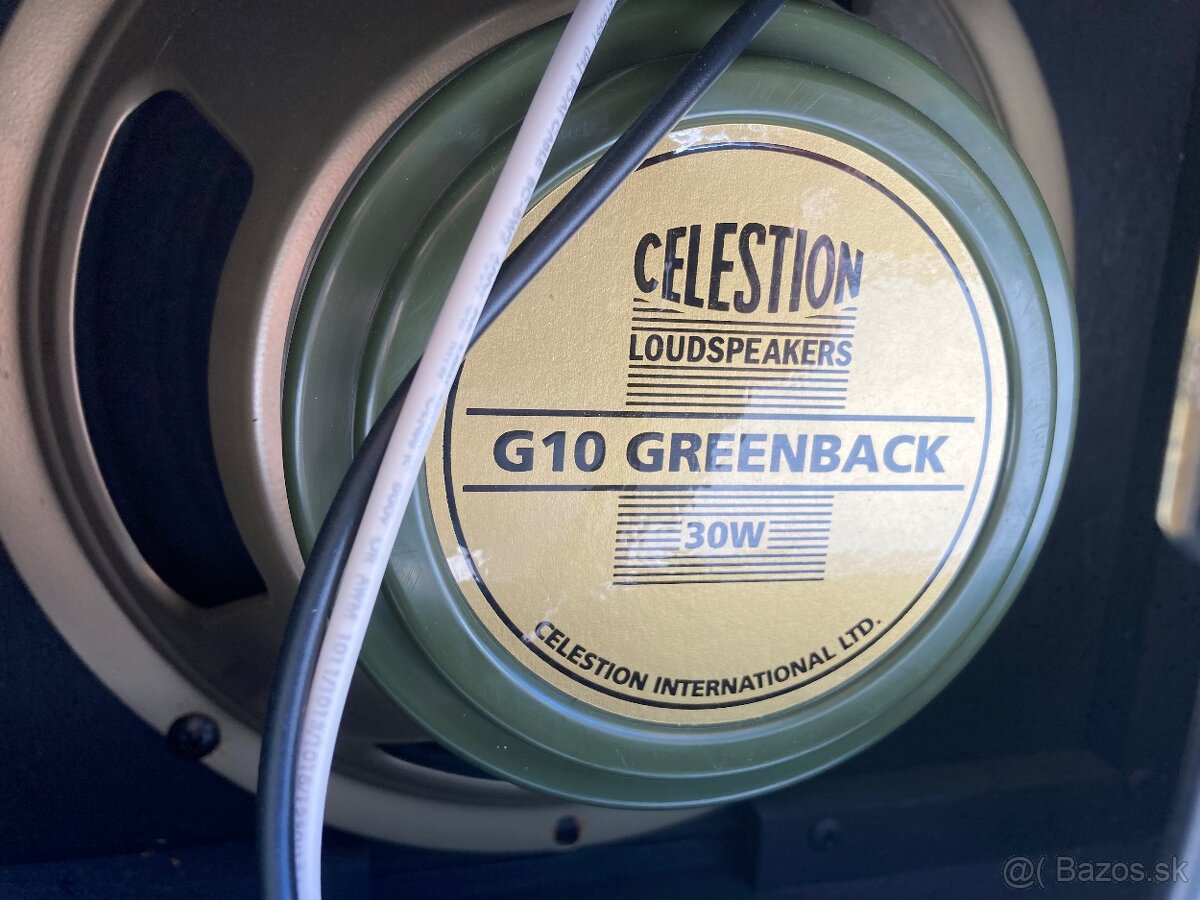 CELESTION
LOUDSPEAKERS
G10 GREENBACK
30W
CELESTION INTERNATIONAL LTD.
@( Bazos.sk